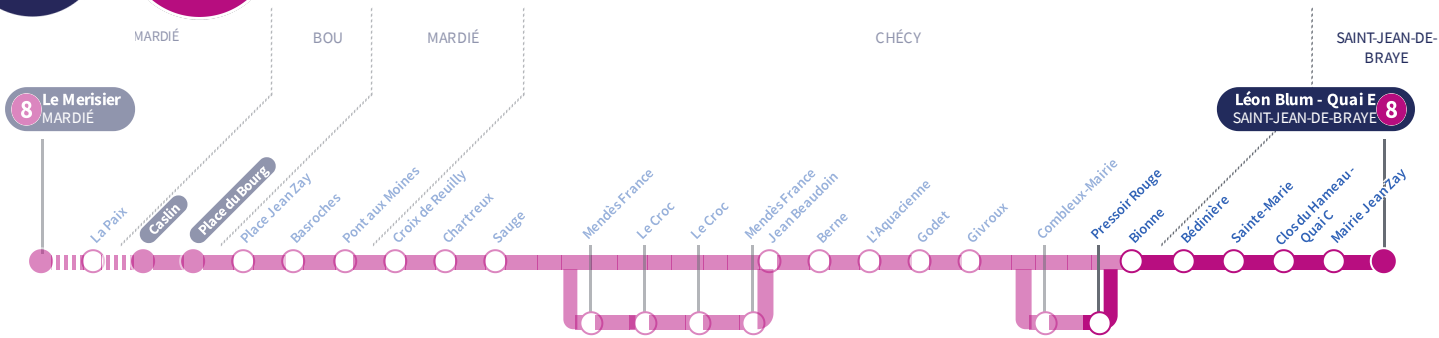 MARDIÉ
BOU
MARDIÉ
CHÉCY
SAINT-JEAN-DE-
BRAYE
8
Le Merisier
MARDIÉ
Léon Blum - Quai E
SAINT-JEAN-DE-BRAYE
8
La Paix
Caslin
Place du Bourg
Place Jean Zay
Basroches
Pont aux Moines
Croix de Reuilly
Chartreux
Sauge
Mendès France
Le Croc
Le Croc
Mendès France
Jean Beaudoin
Berne
L'Aquacienne
Godet
Givroux
Combleux-Mairie
Pressoir Rouge
Bionne
Bédinière
Sainte-Marie
Clos du Hameau-
Quai C
Mairie Jean Zay